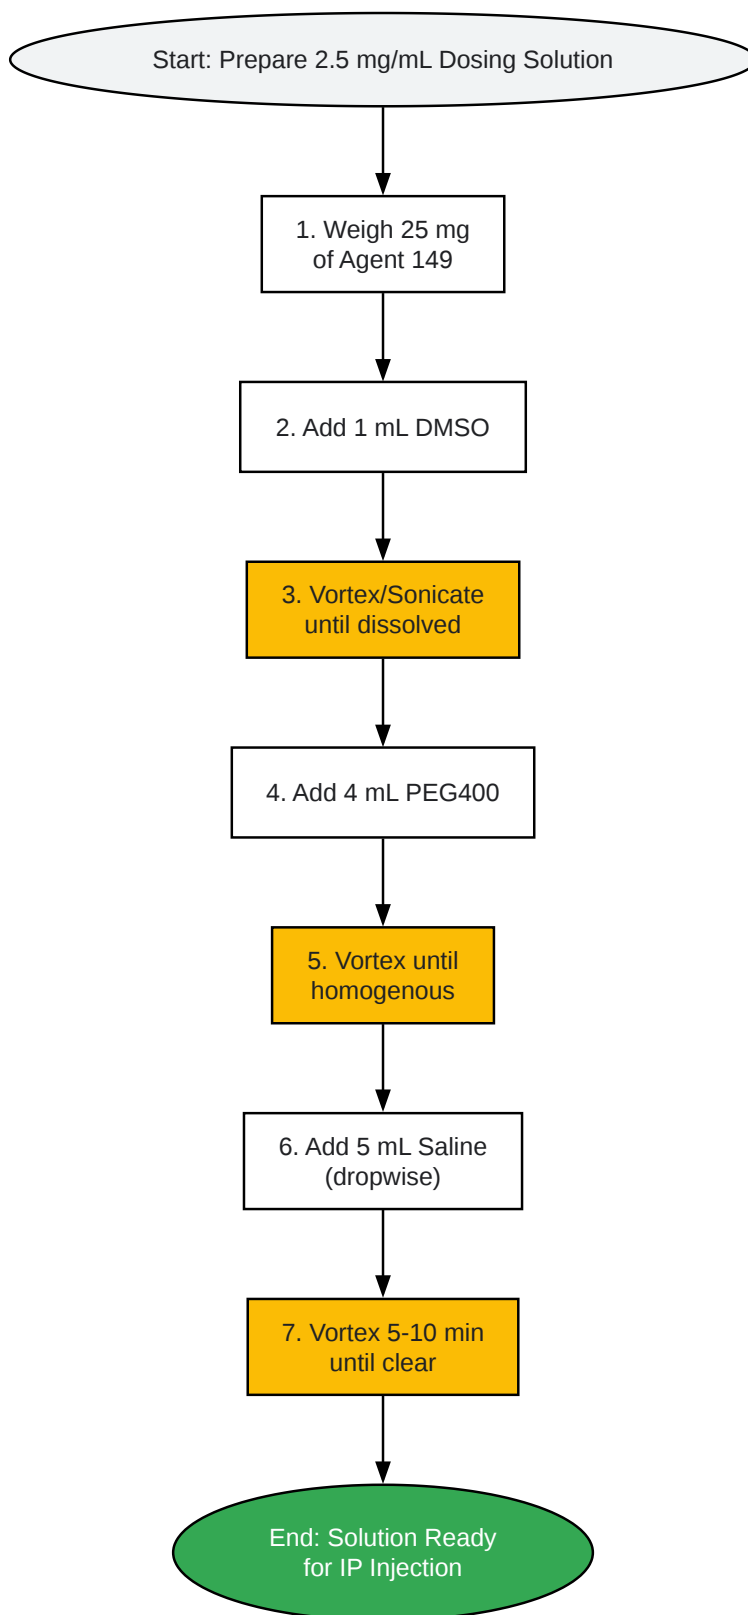 Start: Prepare 2.5 mg/mL Dosing Solution
1. Weigh 25 mg
of Agent 149
2. Add 1 mL DMSO
3. Vortex/Sonicate
until dissolved
4. Add 4 mL PEG400
5. Vortex until
homogenous
6. Add 5 mL Saline
(dropwise)
7. Vortex 5-10 min
until clear
End: Solution Ready
for IP Injection